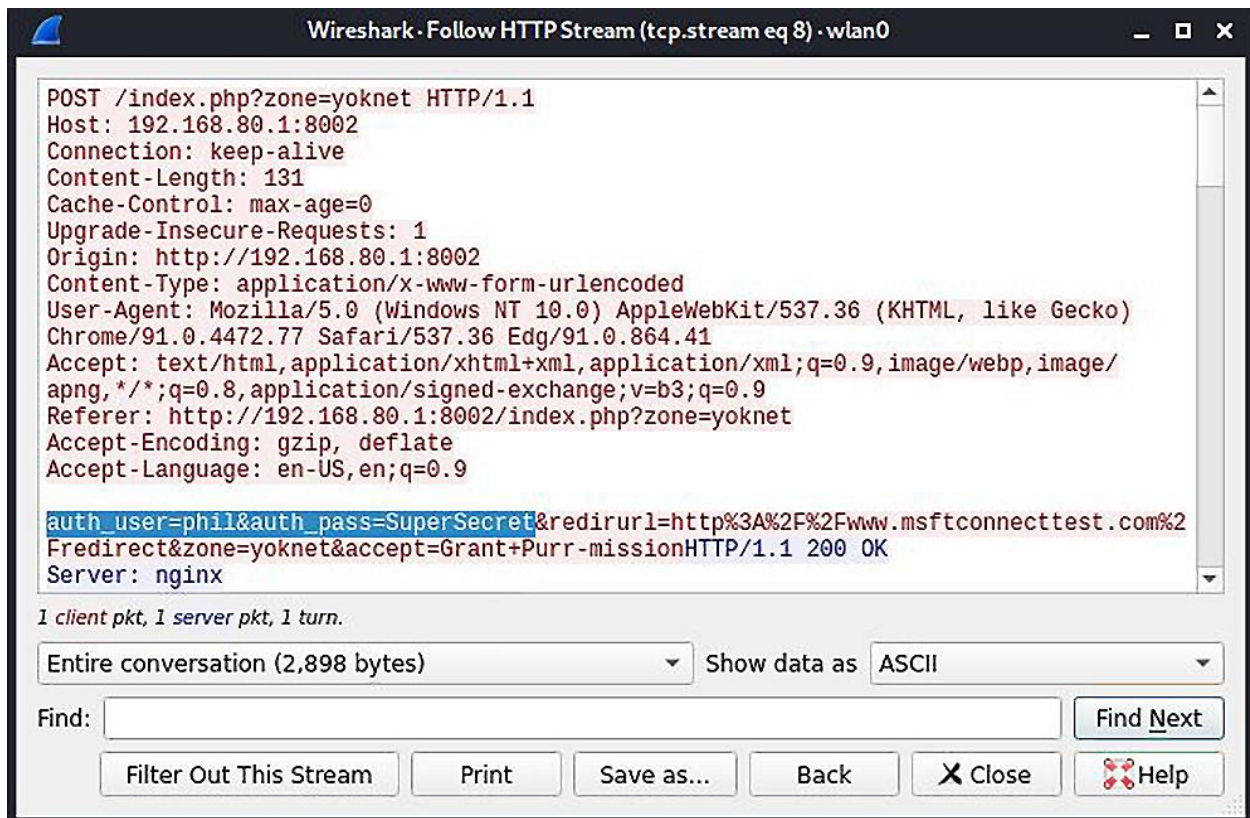 Wireshark · Follow HTTP Stream (tcp.stream eq 8) · wlan0
POST /index.php?zone=yoknet HTTP/1.1
Host: 192.168.80.1:8002
Connection: keep-alive
Content-Length: 131
Cache-Control: max-age=0
Upgrade-Insecure-Requests: 1
Origin: http://192.168.80.1:8002
Content-Type: application/x-www-form-urlencoded
User-Agent: Mozilla/5.0 (Windows NT 10.0) AppleWebKit/537.36 (KHTML, like Gecko)
Chrome/91.0.4472.77 Safari/537.36 Edg/91.0.864.41
Accept: text/html,application/xhtml+xml,application/xml;q=0.9,image/webp,image/
apng,*/*;q=0.8,application/signed-exchange;v=b3;q=0.9
Referer: http://192.168.80.1:8002/index.php?zone=yoknet
Accept-Encoding: gzip, deflate
Accept-Language: en-US,en;q=0.9
auth_user=phil&auth_pass=SuperSecret&redirurl=http%3A%2F%2Fwww.msftconnecttest.com%2
Fredirect&zone=yoknet&accept=Grant+Purr-missionHTTP/1.1 200 OK
Server: nginx
1 client pkt, 1 server pkt, 1 turn.
Entire conversation (2,898 bytes) Show data as ASCII
Find: Find Next
Filter Out This Stream Print Save as... Back Close Help